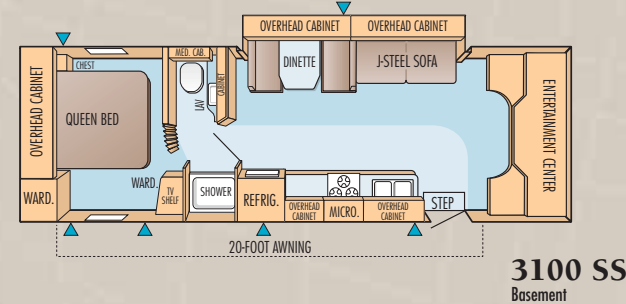 OVERHEAD CABINET
OVERHEAD CABINET
MED. CAB.
CHEST
CABINET
DINETTE
J-STEEL SOFA
OVERHEAD CABINET
LAV
QUEEN BED
ENTERTAINMENT CENTER
WARD.
TV
SHELF
SHOWER
REFRIG.
WARD.
OVERHEAD
CABINET
MICRO.
OVERHEAD
CABINET
STEP
20-FOOT AWNING
3100 SS
Basement